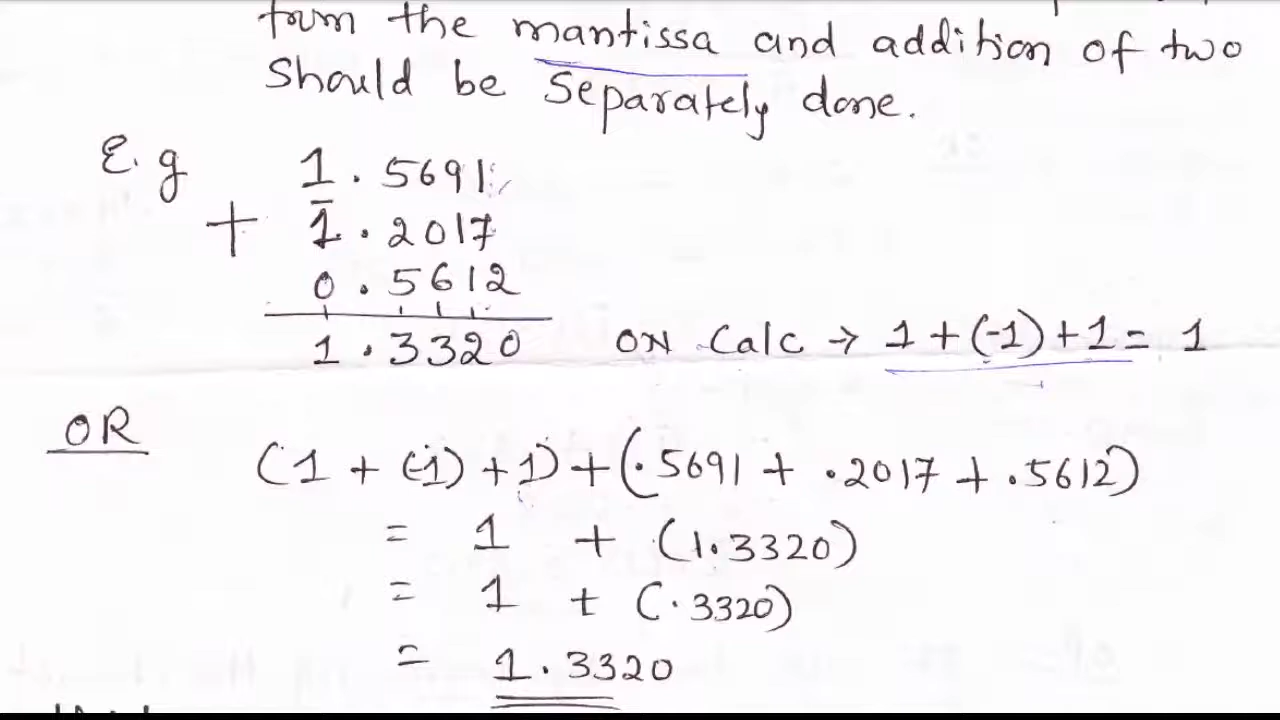 from the mantissa and addition of two
should be separately done.
E.g 1.5691
+ 1̄.2017
0.5612
1.3320 ON Calc → 1+(-1)+1 = 1
OR
(1 + (-1) + 1) + (.5691 + .2017 + .5612)
= 1 + (1.3320)
= 1 + (.3320)
= 1.3320